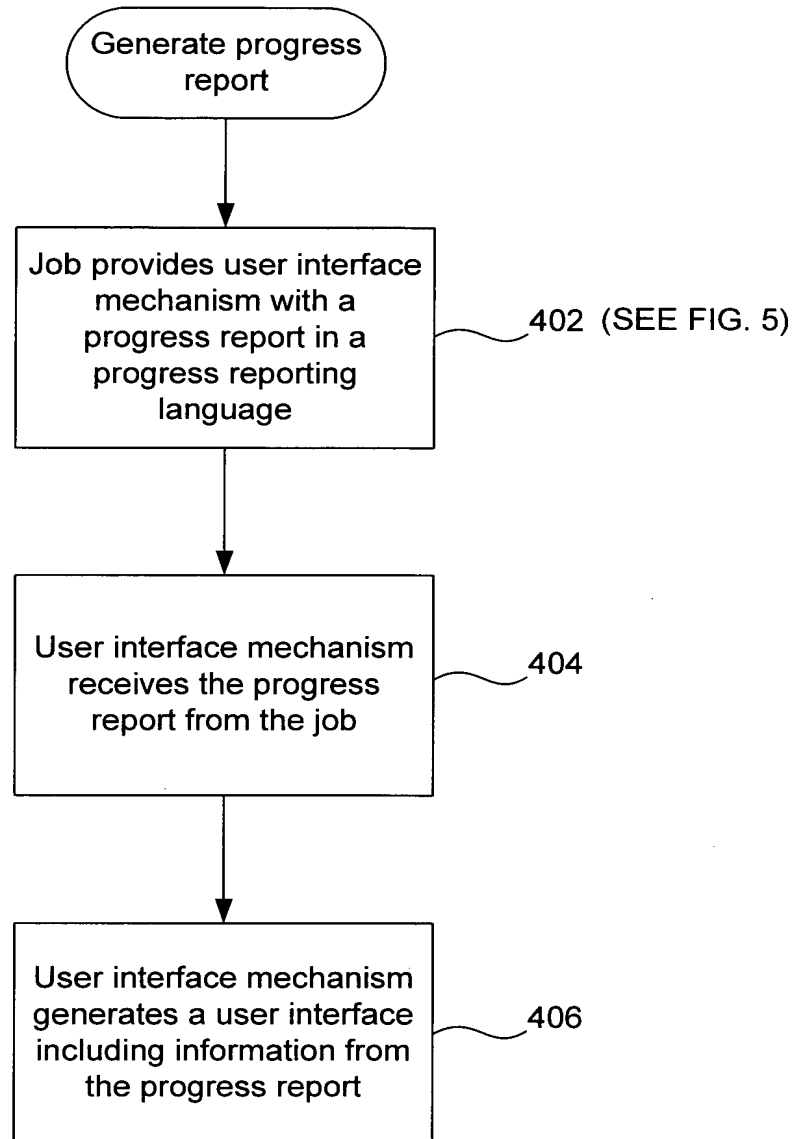 Generate progress
report
Job provides user interface
mechanism with a
progress report in a
progress reporting
language
402 (SEE FIG. 5)
User interface mechanism
receives the progress
report from the job
404
User interface mechanism
generates a user interface
including information from
the progress report
406